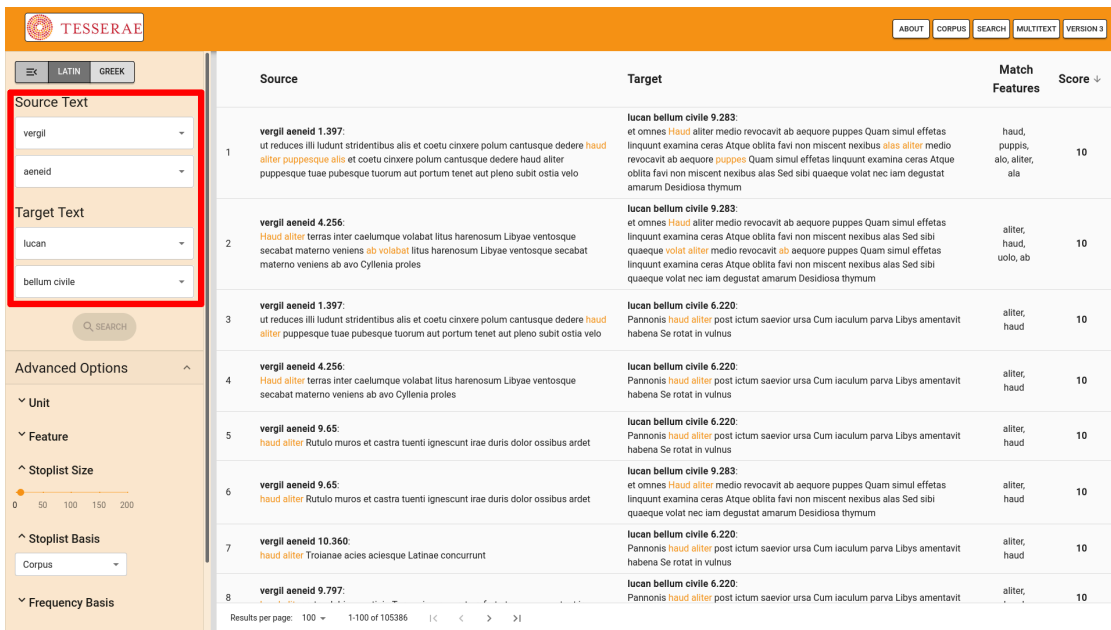 TESSERAE
ABOUT
CORPUS
SEARCH
MULTITEXT
VERSION 3
LATIN
GREEK
Source Text
vergil
aeneid
Target Text
lucan
bellum civile
SEARCH
Advanced Options
Unit
Feature
Stoplist Size
0 50 100 150 200
Stoplist Basis
Corpus
Frequency Basis
Source
Target
Match
Features
Score
1
vergil aeneid 1.397:
ut reduces illi ludunt stridentibus alis et coetu cinxere polum cantusque dedere haud
aliter puppesque alis et coetu cinxere polum cantusque dedere haud aliter
puppesque tuae pubesque tuorum aut portum tenet aut pleno subit ostia velo
lucan bellum civile 9.283:
et omnes Haud aliter medio revocavit ab aequore puppes Quam simul effetas
linquunt examina ceras Atque oblita favi non miscent nexibus alas aliter medio
revocavit ab aequore puppes Quam simul effetas linquunt examina ceras Atque
oblita favi non miscent nexibus alas Sed sibi quaeque volat nec iam degustat
amarum Desidiosa thymum
haud,
puppis,
alo, aliter,
ala
10
2
vergil aeneid 4.256:
Haud aliter terras inter caelumque volabat litus harenosum Libyae ventosque
secabat materno veniens ab volabat litus harenosum Libyae ventosque secabat
materno veniens ab avo Cyllenia proles
lucan bellum civile 9.283:
et omnes Haud aliter medio revocavit ab aequore puppes Quam simul effetas
linquunt examina ceras Atque oblita favi non miscent nexibus alas Sed sibi
quaeque volat aliter medio revocavit ab aequore puppes Quam simul effetas
linquunt examina ceras Atque oblita favi non miscent nexibus alas Sed sibi
quaeque volat nec iam degustat amarum Desidiosa thymum
aliter,
haud,
uolo, ab
10
3
vergil aeneid 1.397:
ut reduces illi ludunt stridentibus alis et coetu cinxere polum cantusque dedere haud
aliter puppesque tuae pubesque tuorum aut portum tenet aut pleno subit ostia velo
lucan bellum civile 6.220:
Pannonis haud aliter post ictum saevior ursa Cum iaculum parva Libys amentavit
habena Se rotat in vulnus
aliter,
haud
10
4
vergil aeneid 4.256:
Haud aliter terras inter caelumque volabat litus harenosum Libyae ventosque
secabat materno veniens ab avo Cyllenia proles
lucan bellum civile 6.220:
Pannonis haud aliter post ictum saevior ursa Cum iaculum parva Libys amentavit
habena Se rotat in vulnus
aliter,
haud
10
5
vergil aeneid 9.65:
haud aliter Rutulo muros et castra tuenti ignescunt irae duris dolor ossibus ardet
lucan bellum civile 6.220:
Pannonis haud aliter post ictum saevior ursa Cum iaculum parva Libys amentavit
habena Se rotat in vulnus
aliter,
haud
10
6
vergil aeneid 9.65:
haud aliter Rutulo muros et castra tuenti ignescunt irae duris dolor ossibus ardet
lucan bellum civile 9.283:
et omnes Haud aliter medio revocavit ab aequore puppes Quam simul effetas
linquunt examina ceras Atque oblita favi non miscent nexibus alas Sed sibi
quaeque volat nec iam degustat amarum Desidiosa thymum
aliter,
haud
10
7
vergil aeneid 10.360:
haud aliter Troianae acies aciesque Latinae concurrunt
lucan bellum civile 6.220:
Pannonis haud aliter post ictum saevior ursa Cum iaculum parva Libys amentavit
habena Se rotat in vulnus
aliter,
haud
10
8
vergil aeneid 9.797:
lucan bellum civile 6.220:
Pannonis haud aliter post ictum saevior ursa Cum iaculum parva Libys amentavit
aliter,
10
Results per page: 100
1-100 of 105386